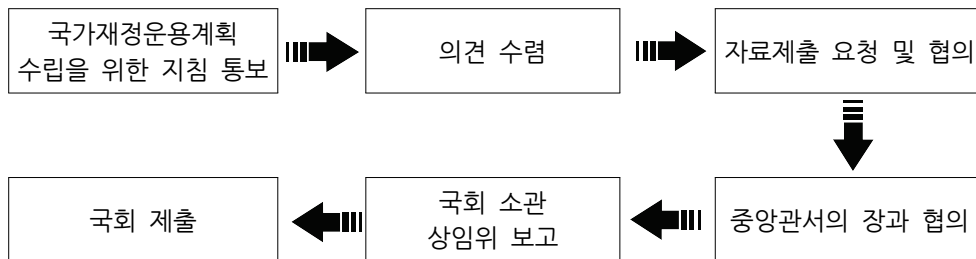 국가재정운용계획
수립을 위한 지침 통보
의견 수렴
자료제출 요청 및 협의
중앙관서의 장과 협의
국회 소관
상임위 보고
국회 제출